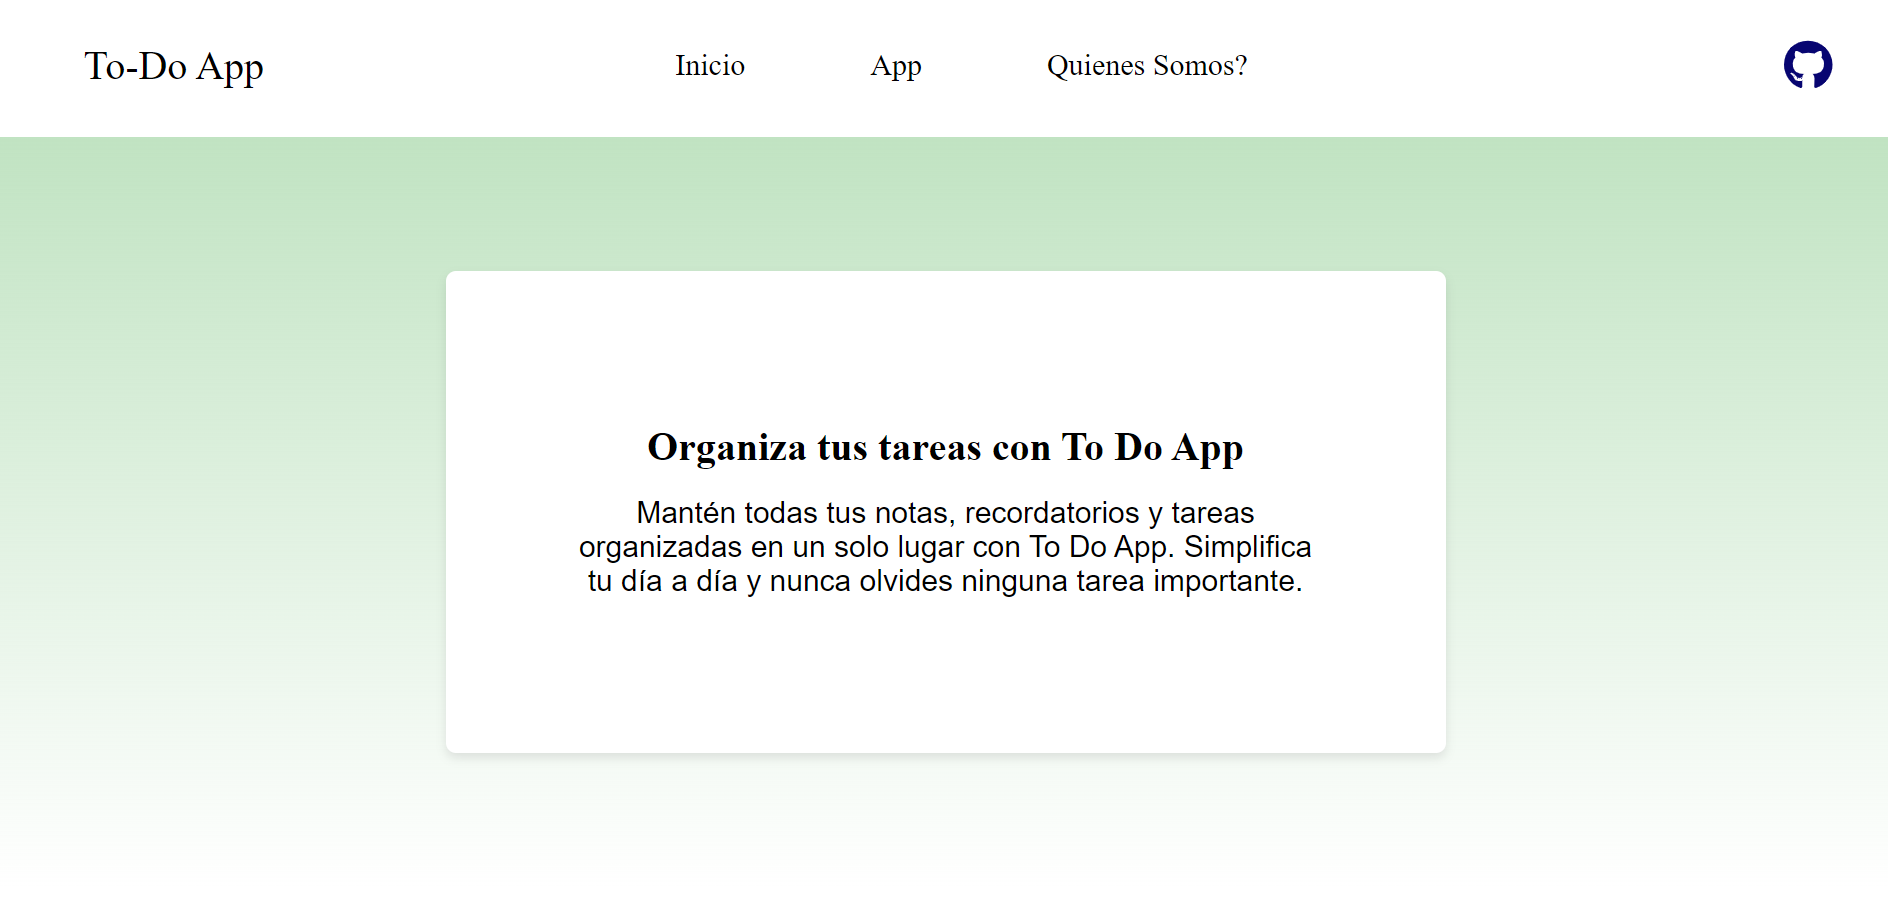 To-Do App
Inicio
App
Quienes Somos?
Organiza tus tareas con To Do App
Mantén todas tus notas, recordatorios y tareas
organizadas en un solo lugar con To Do App. Simplifica
tu día a día y nunca olvides ninguna tarea importante.